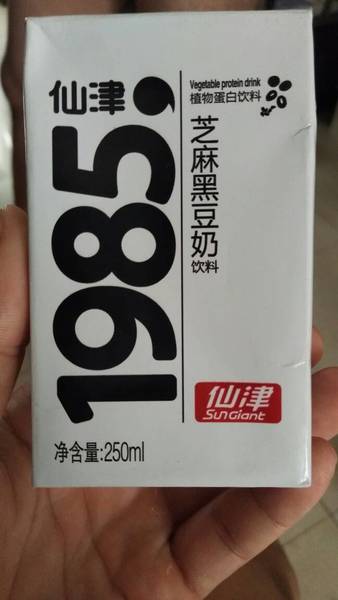 仙津
1985,
Vegetable protein drink
植物蛋白饮料
芝麻黑豆奶
饮料
仙津
SunGiant
净含量:250ml